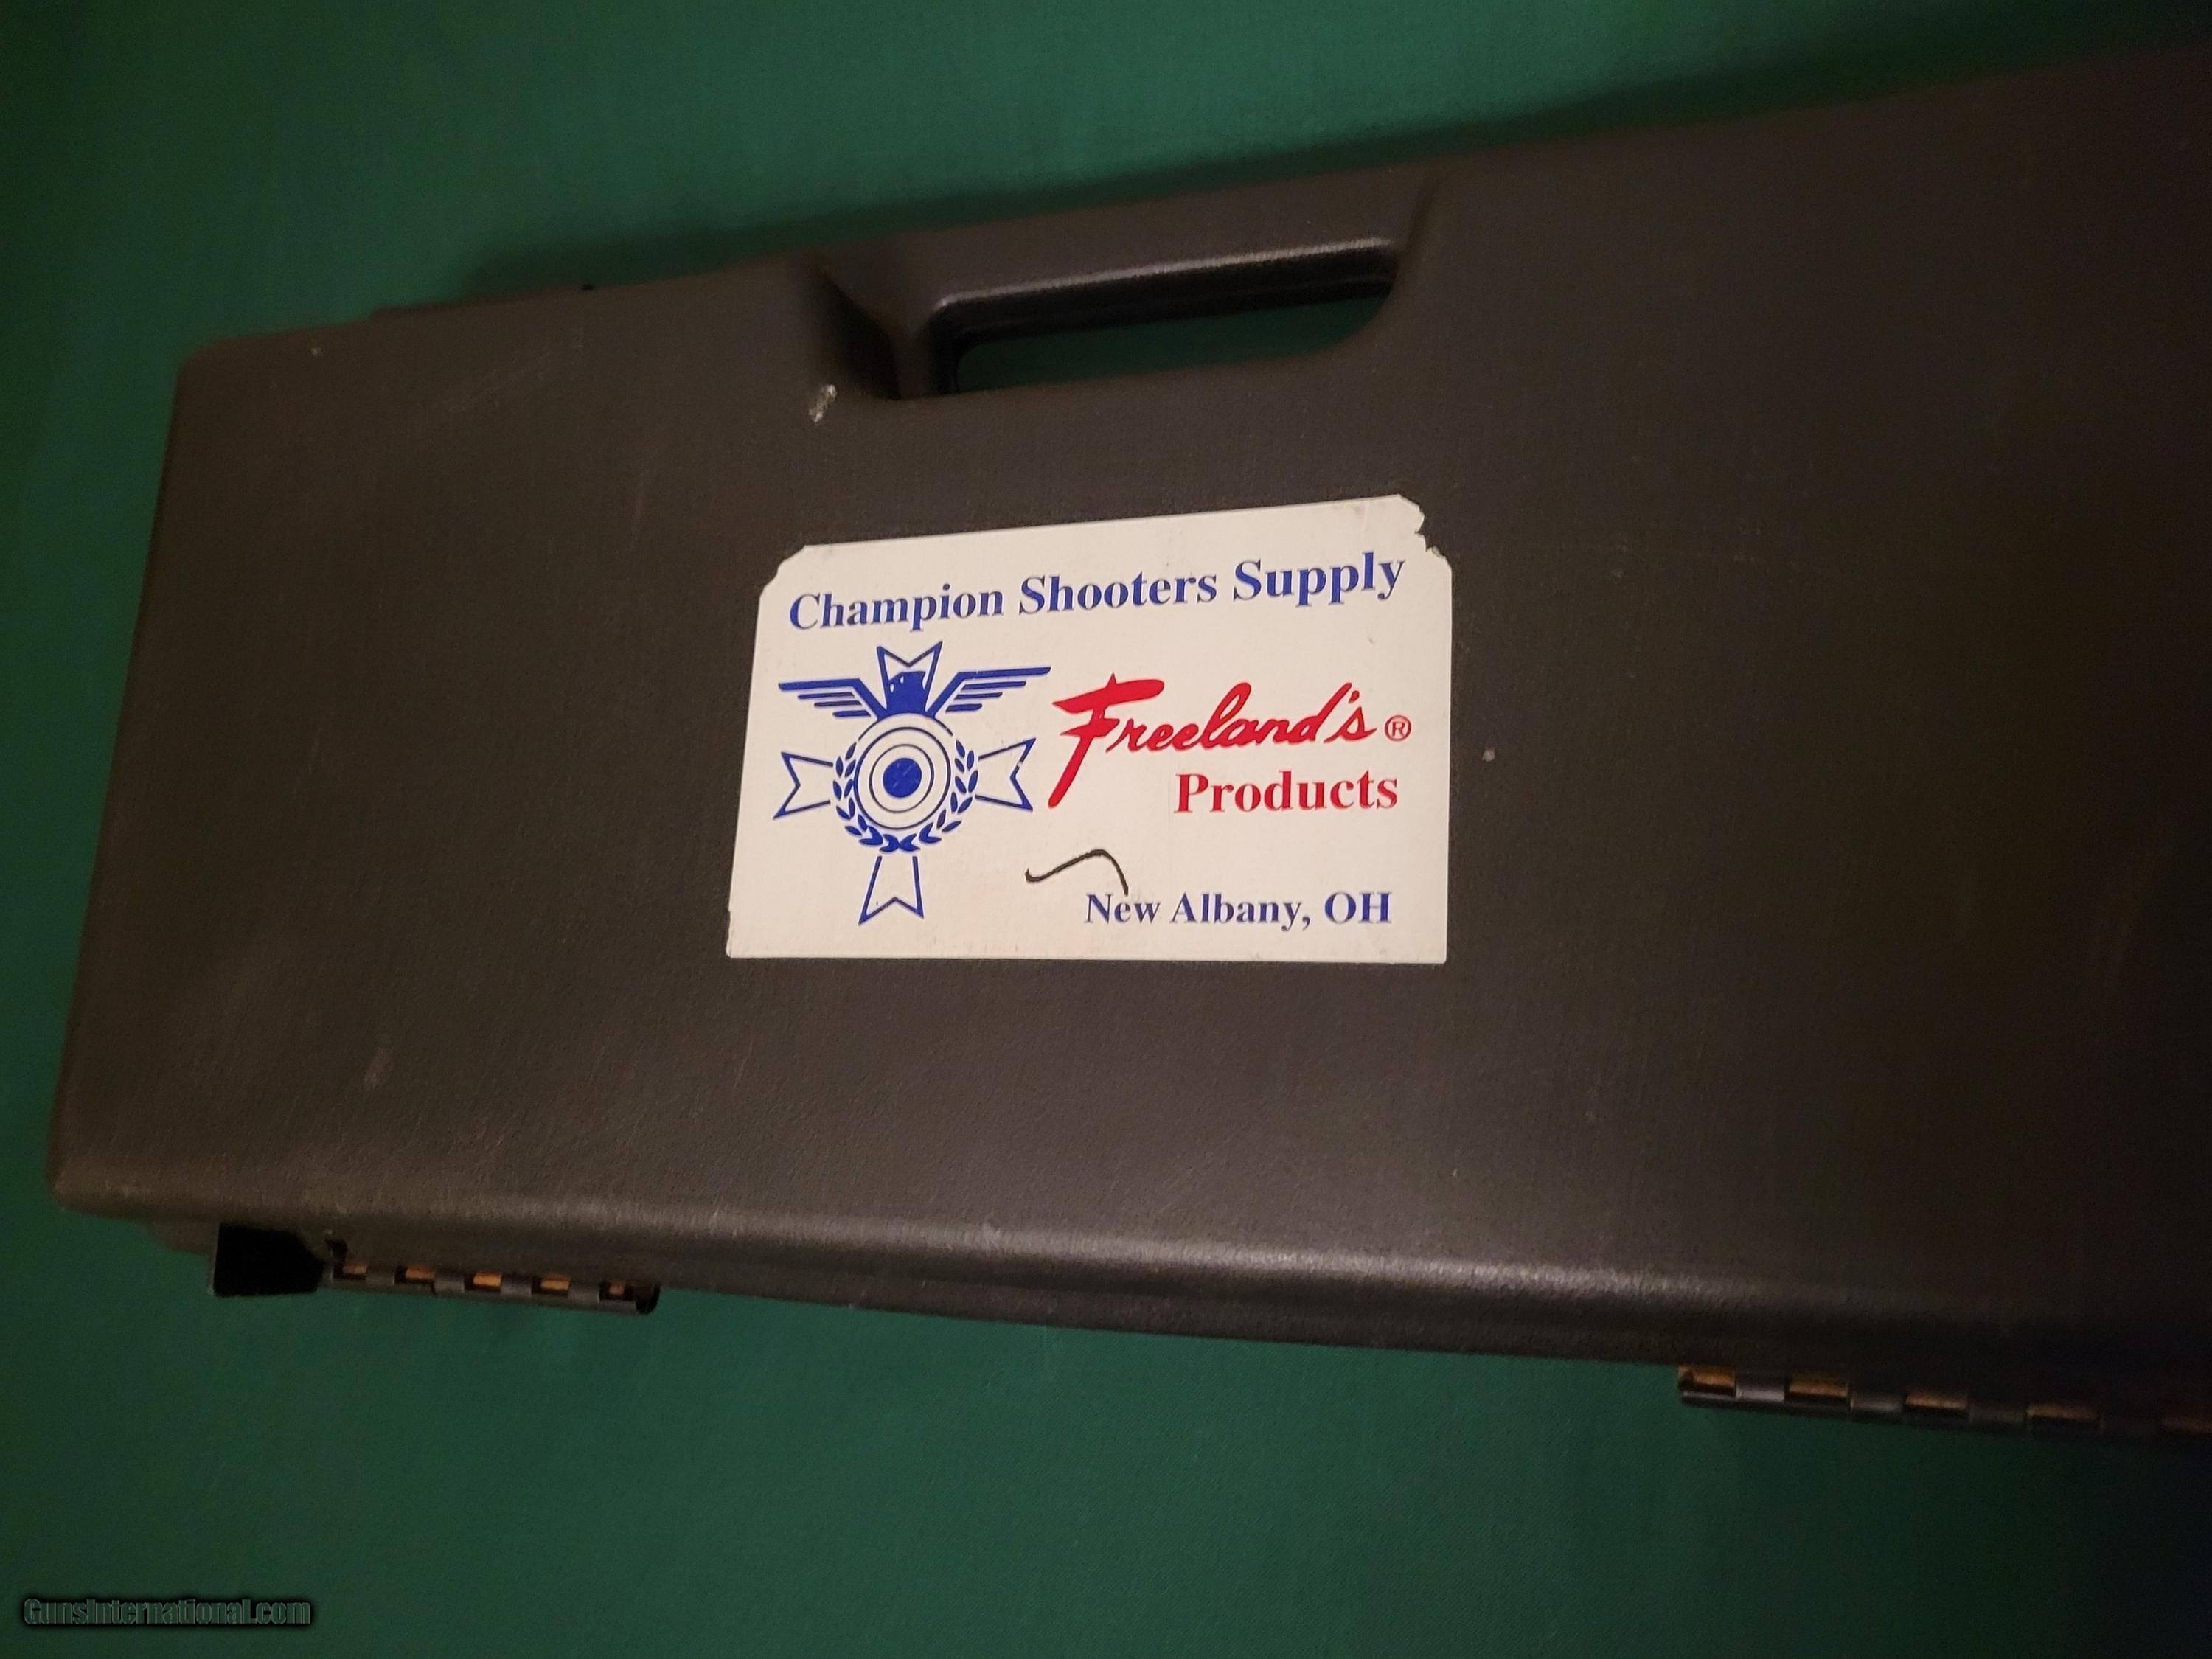 Champion Shooters Supply
Freeland's ®
Products
New Albany, OH
GunsInternational.com